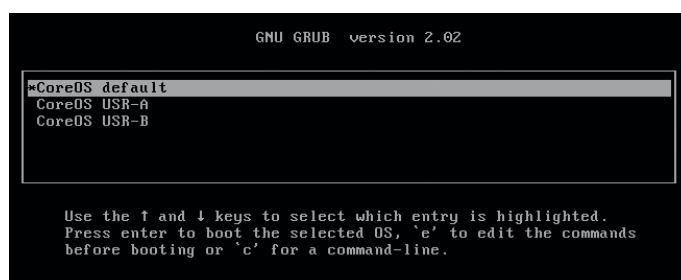 GNU GRUB version 2.02
*CoreOS default
CoreOS USR-A
CoreOS USR-B
Use the ↑ and ↓ keys to select which entry is highlighted.
Press enter to boot the selected OS, `e' to edit the commands
before booting or `c' for a command-line.